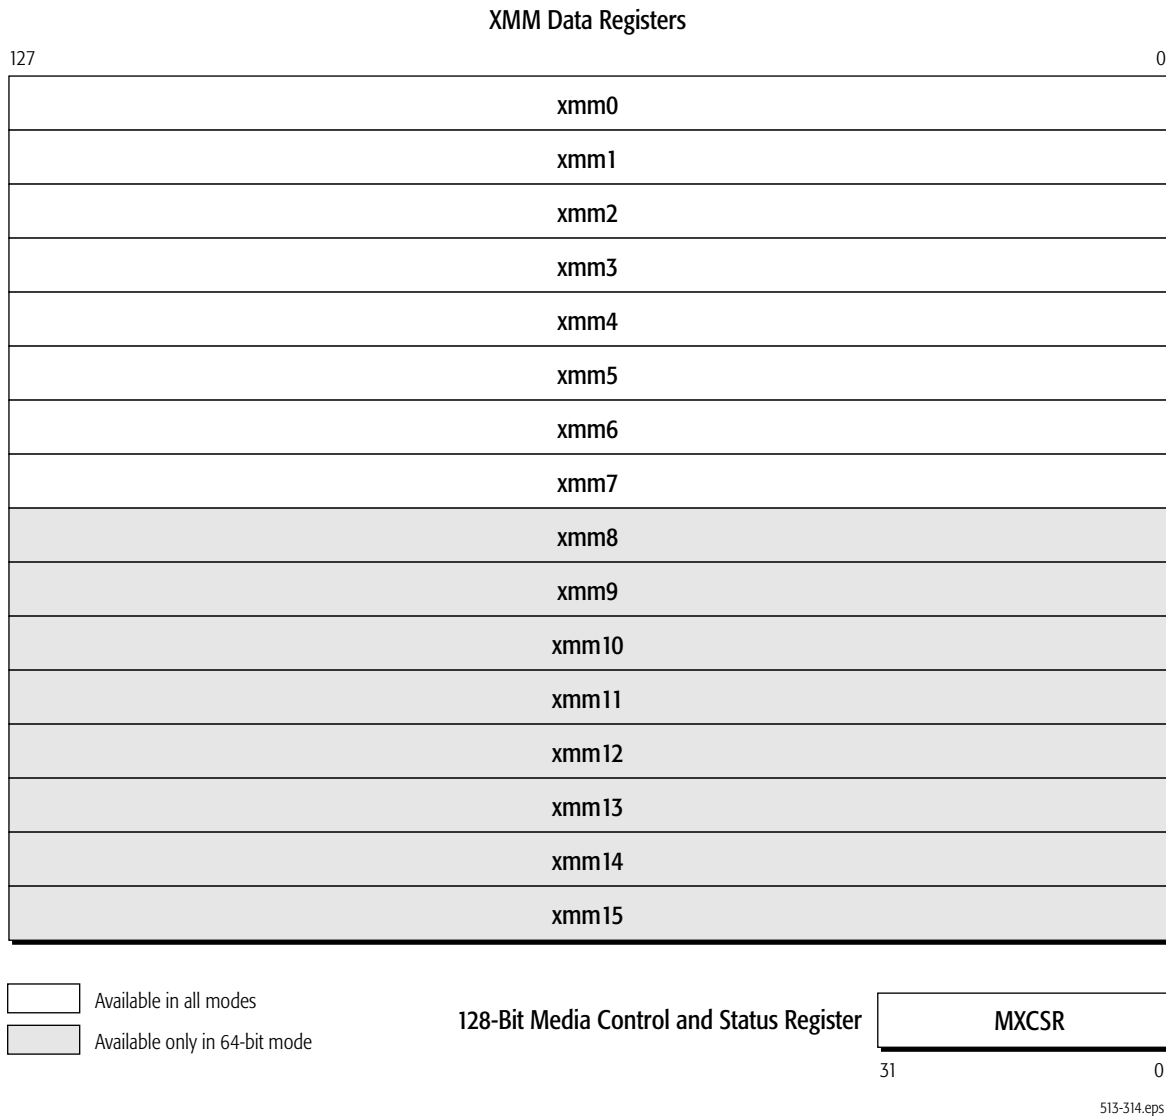 XMM Data Registers
127 0
xmm0
xmm1
xmm2
xmm3
xmm4
xmm5
xmm6
xmm7
xmm8
xmm9
xmm10
xmm11
xmm12
xmm13
xmm14
xmm15
Available in all modes
Available only in 64-bit mode
128-Bit Media Control and Status Register
MXCSR
31 0
513-314.eps